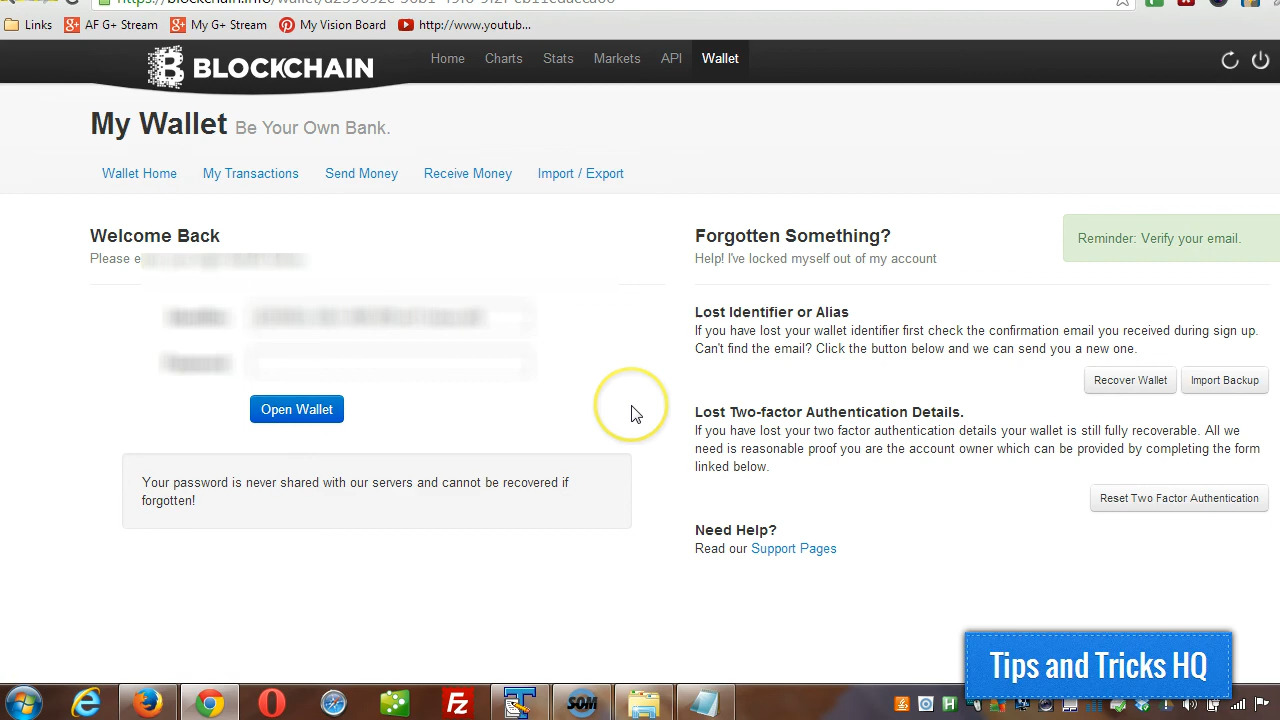 Links AF G+ Stream My G+ Stream My Vision Board http://www.youtub...
BLOCKCHAIN Home Charts Stats Markets API Wallet
My Wallet Be Your Own Bank.
Wallet Home My Transactions Send Money Receive Money Import / Export
Welcome Back
Please
Open Wallet
Your password is never shared with our servers and cannot be recovered if
forgotten!
Forgotten Something?
Help! I've locked myself out of my account
Reminder: Verify your email.
Lost Identifier or Alias
If you have lost your wallet identifier first check the confirmation email you received during sign up.
Can't find the email? Click the button below and we can send you a new one.
Recover Wallet Import Backup
Lost Two-factor Authentication Details.
If you have lost your two factor authentication details your wallet is still fully recoverable. All we
need is reasonable proof you are the account owner which can be provided by completing the form
linked below.
Reset Two Factor Authentication
Need Help?
Read our Support Pages
Tips and Tricks HQ
Fz SOM